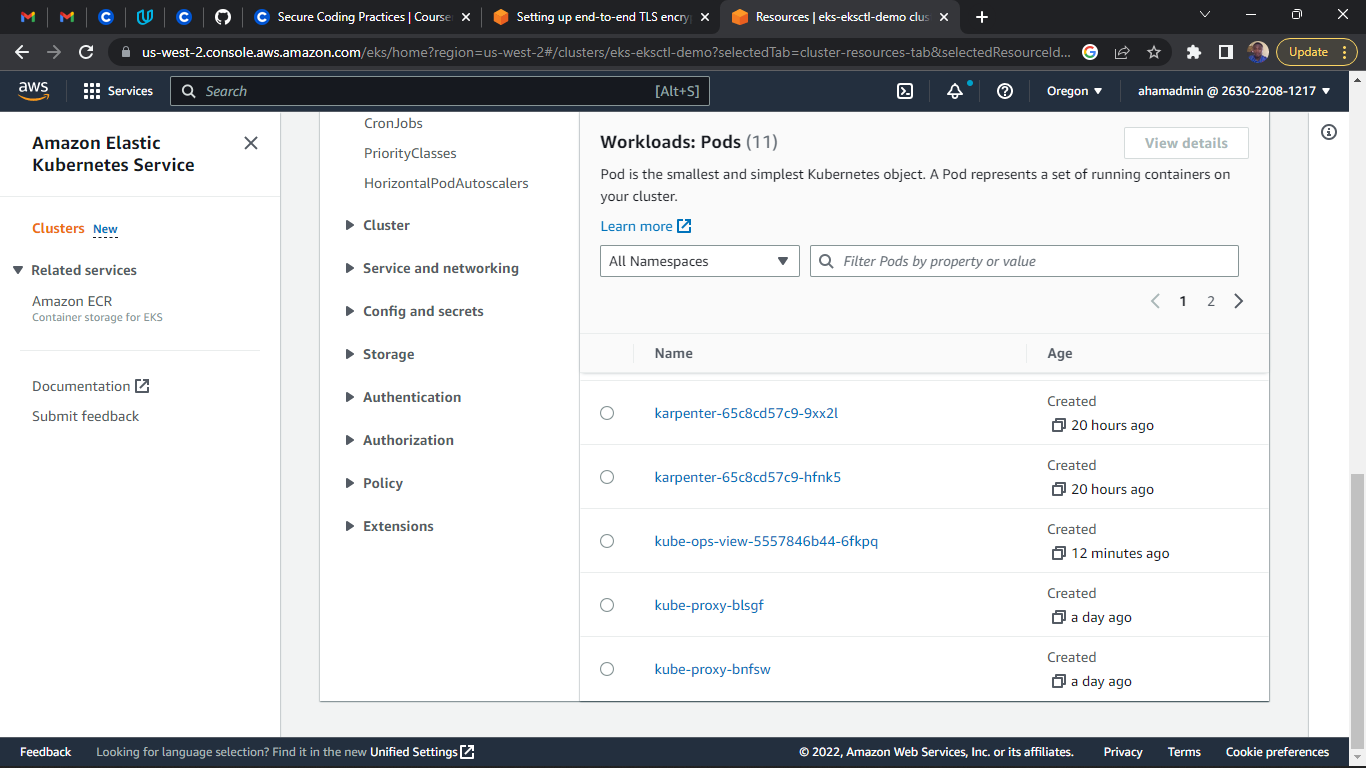 Secure Coding Practices | Course
Setting up end-to-end TLS encry
Resources | eks-eksctl-demo clus
us-west-2.console.aws.amazon.com/eks/home?region=us-west-2#/clusters/eks-eksctl-demo?selectedTab=cluster-resources-tab&selectedResourceId...
Update
aws
Services
Search
[Alt+S]
Oregon
ahamadmin @ 2630-2208-1217
Amazon Elastic
Kubernetes Service
Clusters New
Related services
Amazon ECR
Container storage for EKS
Documentation
Submit feedback
CronJobs
PriorityClasses
HorizontalPodAutoscalers
Cluster
Service and networking
Config and secrets
Storage
Authentication
Authorization
Policy
Extensions
Workloads: Pods (11)
View details
Pod is the smallest and simplest Kubernetes object. A Pod represents a set of running containers on
your cluster.
Learn more
All Namespaces
Filter Pods by property or value
1 2
Name
Age
karpenter-65c8cd57c9-9xx2l
Created
20 hours ago
karpenter-65c8cd57c9-hfnk5
Created
20 hours ago
kube-ops-view-5557846b44-6fkpq
Created
12 minutes ago
kube-proxy-blsgf
Created
a day ago
kube-proxy-bnfsw
Created
a day ago
Feedback
Looking for language selection? Find it in the new Unified Settings
© 2022, Amazon Web Services, Inc. or its affiliates.
Privacy
Terms
Cookie preferences